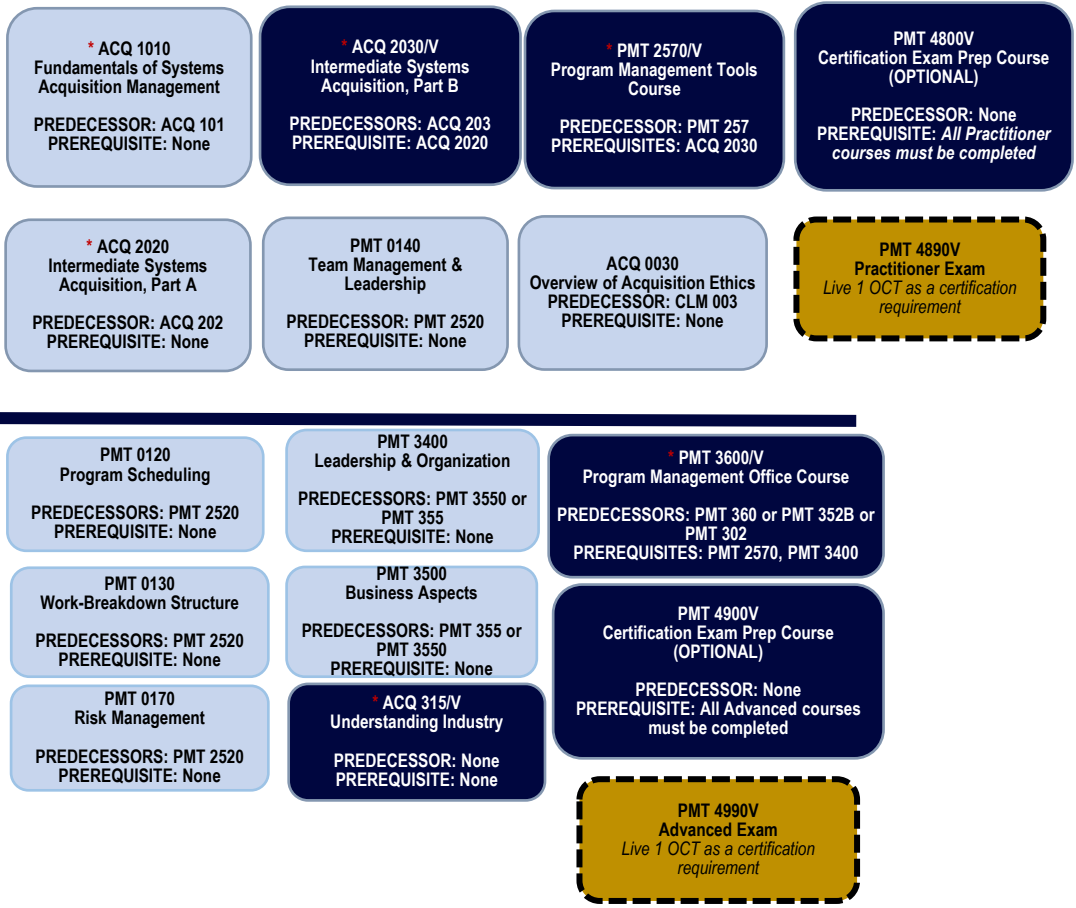 * ACQ 1010
Fundamentals of Systems
Acquisition Management
PREDECESSOR: ACQ 101
PREREQUISITE: None
* ACQ 2030/V
Intermediate Systems
Acquisition, Part B
PREDECESSORS: ACQ 203
PREREQUISITE: ACQ 2020
* PMT 2570/V
Program Management Tools
Course
PREDECESSOR: PMT 257
PREREQUISITES: ACQ 2030
PMT 4800V
Certification Exam Prep Course
(OPTIONAL)
PREDECESSOR: None
PREREQUISITE: All Practitioner
courses must be completed
* ACQ 2020
Intermediate Systems
Acquisition, Part A
PREDECESSOR: ACQ 202
PREREQUISITE: None
PMT 0140
Team Management &
Leadership
PREDECESSOR: PMT 2520
PREREQUISITE: None
ACQ 0030
Overview of Acquisition Ethics
PREDECESSOR: CLM 003
PREREQUISITE: None
PMT 4890V
Practitioner Exam
Live 1 OCT as a certification
requirement
PMT 0120
Program Scheduling
PREDECESSORS: PMT 2520
PREREQUISITE: None
PMT 3400
Leadership & Organization
PREDECESSORS: PMT 3550 or
PMT 355
PREREQUISITE: None
* PMT 3600/V
Program Management Office Course
PREDECESSORS: PMT 360 or PMT 352B or
PMT 302
PREREQUISITES: PMT 2570, PMT 3400
PMT 0130
Work-Breakdown Structure
PREDECESSORS: PMT 2520
PREREQUISITE: None
PMT 3500
Business Aspects
PREDECESSORS: PMT 355 or
PMT 3550
PREREQUISITE: None
PMT 4900V
Certification Exam Prep Course
(OPTIONAL)
PREDECESSOR: None
PREREQUISITE: All Advanced courses
must be completed
PMT 0170
Risk Management
PREDECESSORS: PMT 2520
PREREQUISITE: None
* ACQ 315/V
Understanding Industry
PREDECESSOR: None
PREREQUISITE: None
PMT 4990V
Advanced Exam
Live 1 OCT as a certification
requirement